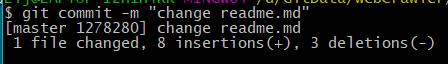 $ git commit -m "change readme.md"
[master 1278280] change readme.md
1 file changed, 8 insertions(+), 3 deletions(-)